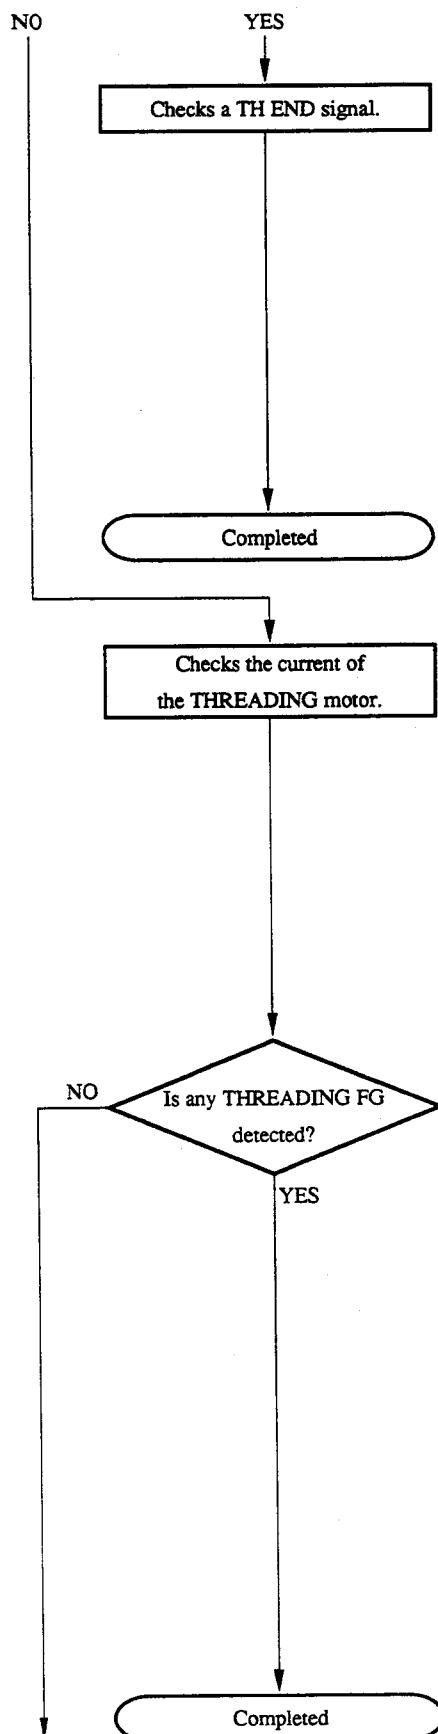 NO
YES
Checks a TH END signal.
Completed
Checks the current of
the THREADING motor.
NO
Is any THREADING FG
detected?
YES
Completed